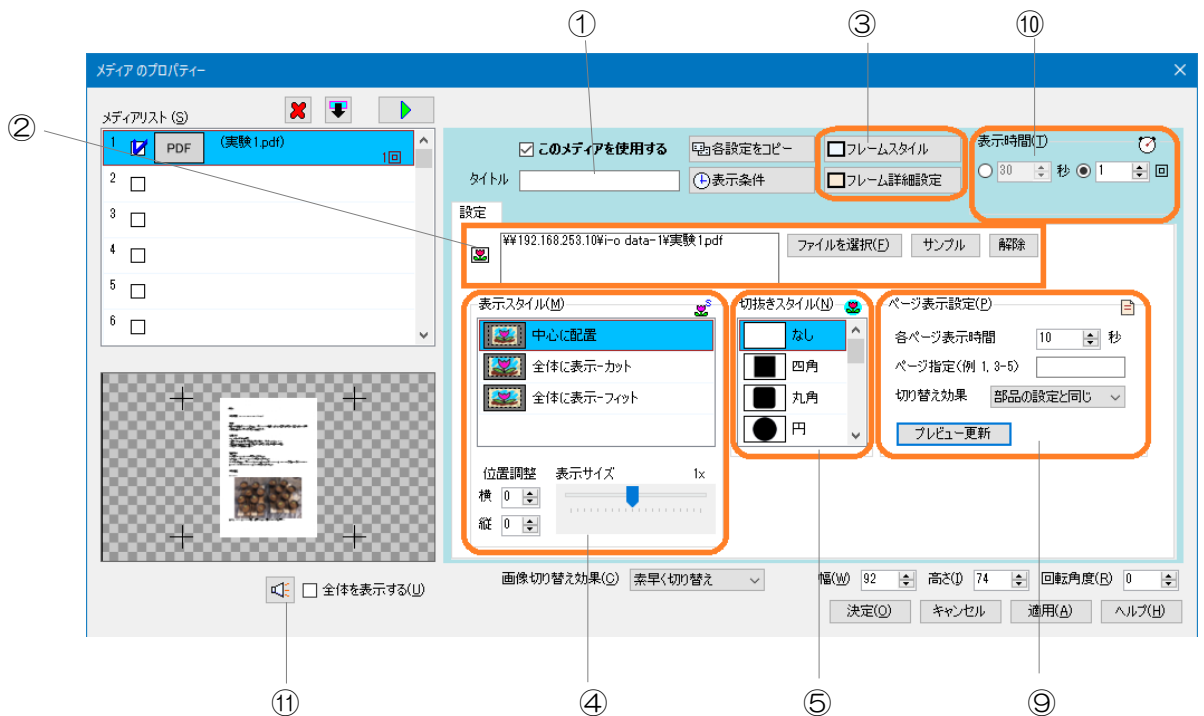 ① ③ ⑩
メディアのプロパティー
②
メディアリスト(S)
1 PDF (実験1.pdf) 1回
2
3
4
5
6
このメディアを使用する 各設定をコピー フレームスタイル 表示時間(T)
タイトル 表示条件 フレーム詳細設定 30 秒 1 回
設定
¥¥192.168.253.10¥i-o data-1¥実験1.pdf ファイルを選択(F) サンプル 解除
表示スタイル(M) S
中心に配置
全体に表示-カット
全体に表示-フィット
位置調整 表示サイズ 1x
横 0
縦 0
切抜きスタイル(N)
なし
四角
丸角
円
ページ表示設定(P)
各ページ表示時間 10 秒
ページ指定(例 1, 3-5)
切り替え効果 部品の設定と同じ
プレビュー更新
全体を表示する(U)
画像切り替え効果(C) 素早く切り替え 幅(W) 92 高さ(I) 74 回転角度(R) 0
決定(O) キャンセル 適用(A) ヘルプ(H)
⑪ ④ ⑤ ⑨